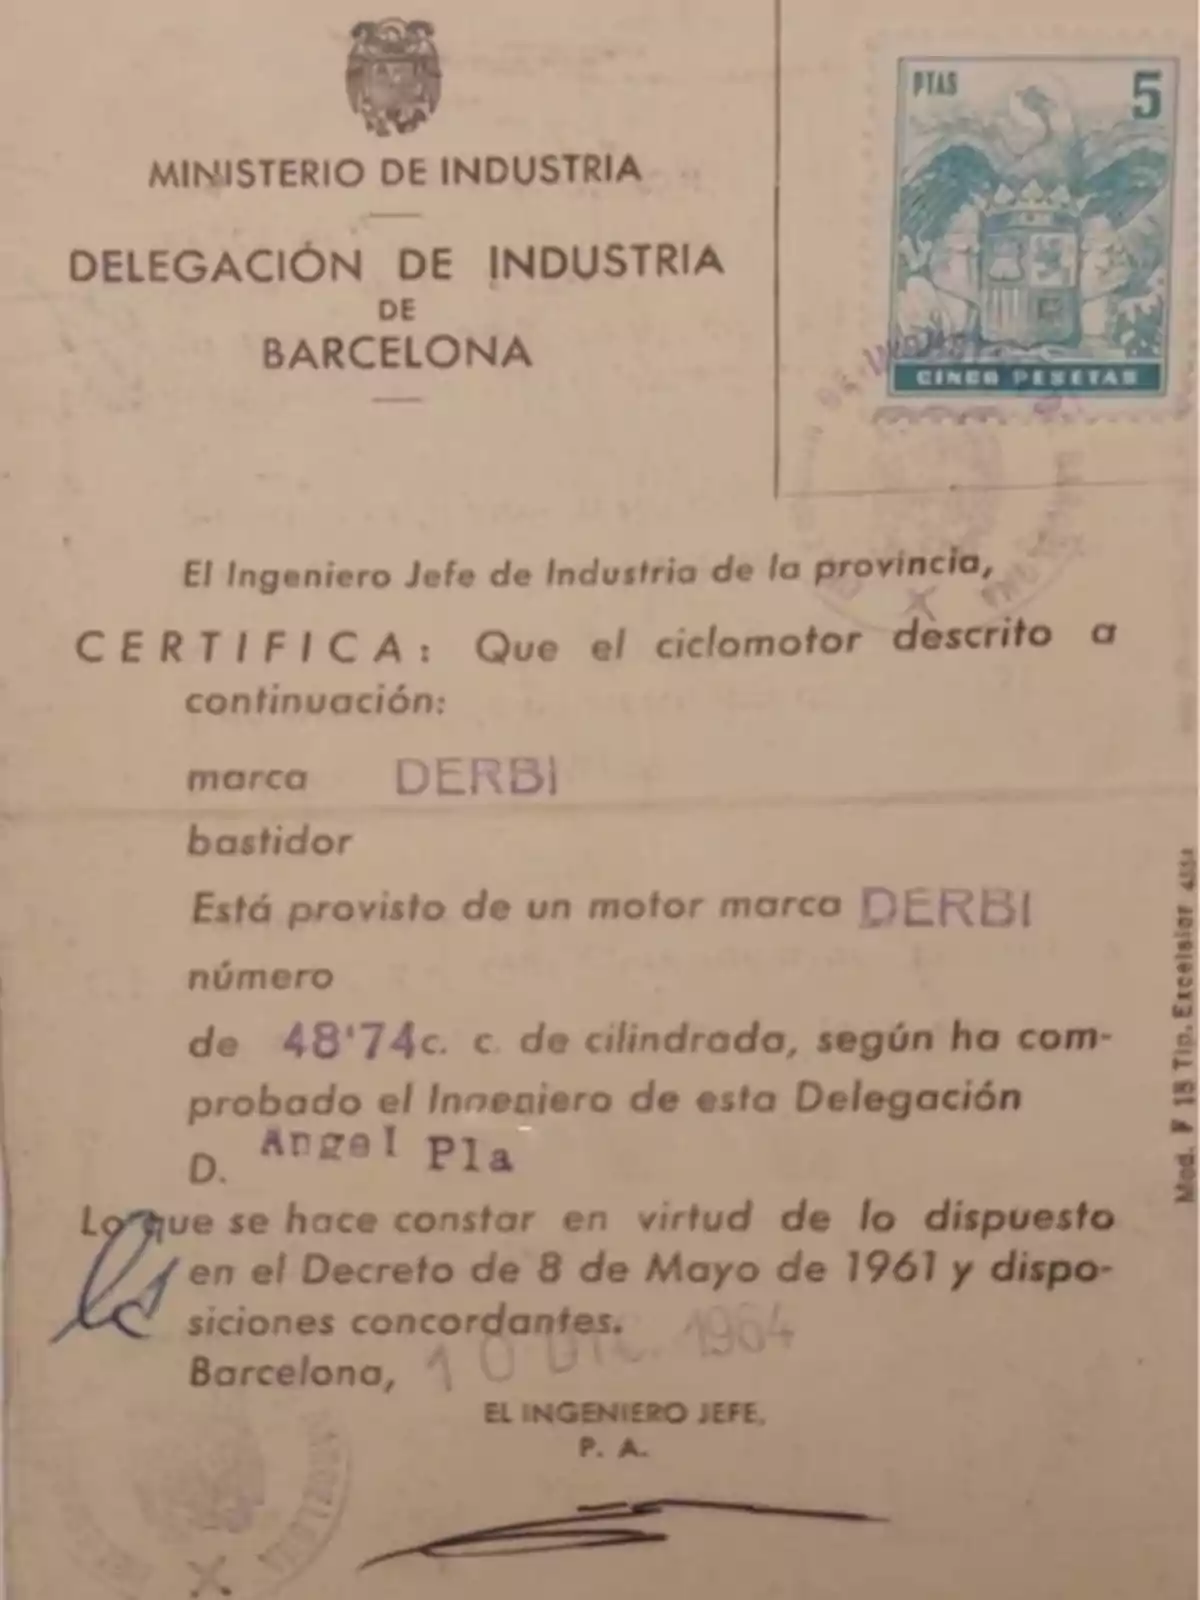 PTAS 5
CINCO PESETAS
MINISTERIO DE INDUSTRIA
DELEGACIÓN DE INDUSTRIA
DE
BARCELONA
El Ingeniero Jefe de Industria de la provincia,
CERTIFICA: Que el ciclomotor descrito a
continuación:
marca DERBI
bastidor
Está provisto de un motor marca DERBI
número
de 48'74 c. c. de cilindrada, según ha com-
probado el Ingeniero de esta Delegación
D. Angel Pla
Lo que se hace constar en virtud de lo dispuesto
en el Decreto de 8 de Mayo de 1961 y dispo-
siciones concordantes.
Barcelona, 10 DIC. 1964
EL INGENIERO JEFE,
P. A.
Mod. F 18 Tip. Excelsior